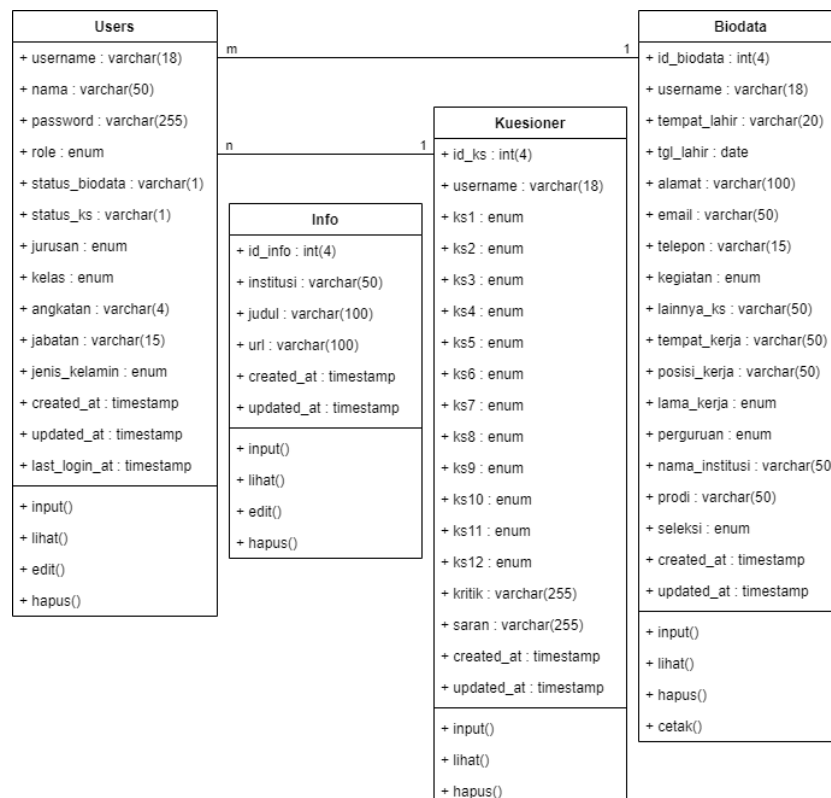 Users
+ username : varchar(18)
+ nama : varchar(50)
+ password : varchar(255)
+ role : enum
+ status_biodata : varchar(1)
+ status_ks : varchar(1)
+ jurusan : enum
+ kelas : enum
+ angkatan : varchar(4)
+ jabatan : varchar(15)
+ jenis_kelamin : enum
+ created_at : timestamp
+ updated_at : timestamp
+ last_login_at : timestamp
+ input()
+ lihat()
+ edit()
+ hapus()
m
1
n
1
Info
+ id_info : int(4)
+ institusi : varchar(50)
+ judul : varchar(100)
+ url : varchar(100)
+ created_at : timestamp
+ updated_at : timestamp
+ input()
+ lihat()
+ edit()
+ hapus()
Kuesioner
+ id_ks : int(4)
+ username : varchar(18)
+ ks1 : enum
+ ks2 : enum
+ ks3 : enum
+ ks4 : enum
+ ks5 : enum
+ ks6 : enum
+ ks7 : enum
+ ks8 : enum
+ ks9 : enum
+ ks10 : enum
+ ks11 : enum
+ ks12 : enum
+ kritik : varchar(255)
+ saran : varchar(255)
+ created_at : timestamp
+ updated_at : timestamp
+ input()
+ lihat()
+ hapus()
Biodata
+ id_biodata : int(4)
+ username : varchar(18)
+ tempat_lahir : varchar(20)
+ tgl_lahir : date
+ alamat : varchar(100)
+ email : varchar(50)
+ telepon : varchar(15)
+ kegiatan : enum
+ lainnya_ks : varchar(50)
+ tempat_kerja : varchar(50)
+ posisi_kerja : varchar(50)
+ lama_kerja : enum
+ perguruan : enum
+ nama_institusi : varchar(50
+ prodi : varchar(50)
+ seleksi : enum
+ created_at : timestamp
+ updated_at : timestamp
+ input()
+ lihat()
+ hapus()
+ cetak()